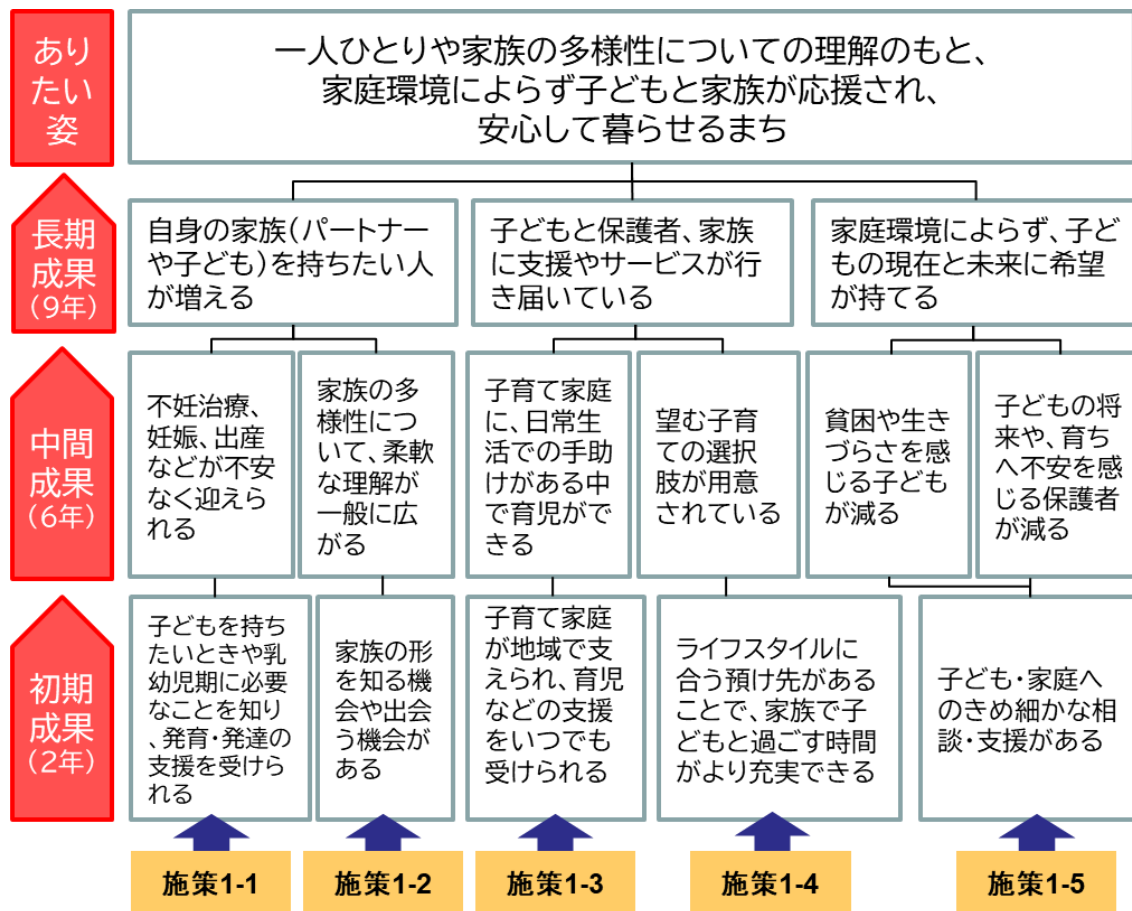 あり
たい
姿
一人ひとりや家族の多様性についての理解のもと、
家庭環境によらず子どもと家族が応援され、
安心して暮らせるまち
長期
成果
(9年)
自身の家族(パートナー
や子ども)を持ちたい人
が増える
子どもと保護者、家族
に支援やサービスが行
き届いている
家庭環境によらず、子ど
もの現在と未来に希望
が持てる
中間
成果
(6年)
不妊治療、
妊娠、出産
などが不安
なく迎えら
れる
家族の多
様性につ
いて、柔軟
な理解が
一般に広
がる
子育て家庭
に、日常生
活での手助
けがある中
で育児がで
きる
望む子育
ての選択
肢が用意
されている
貧困や生き
づらさを感
じる子ども
が減る
子どもの将
来や、育ち
へ不安を感
じる保護者
が減る
初期
成果
(2年)
子どもを持ち
たいときや乳
幼児期に必要
なことを知り
、発育・発達の
支援を受けら
れる
家族の形
を知る機
会や出会
う機会が
ある
子育て家庭
が地域で支
えられ、育児
などの支援
をいつでも
受けられる
ライフスタイルに
合う預け先がある
ことで、家族で子
どもと過ごす時間
がより充実できる
子ども・家庭へ
のきめ細かな相
談・支援がある
施策1-1
施策1-2
施策1-3
施策1-4
施策1-5